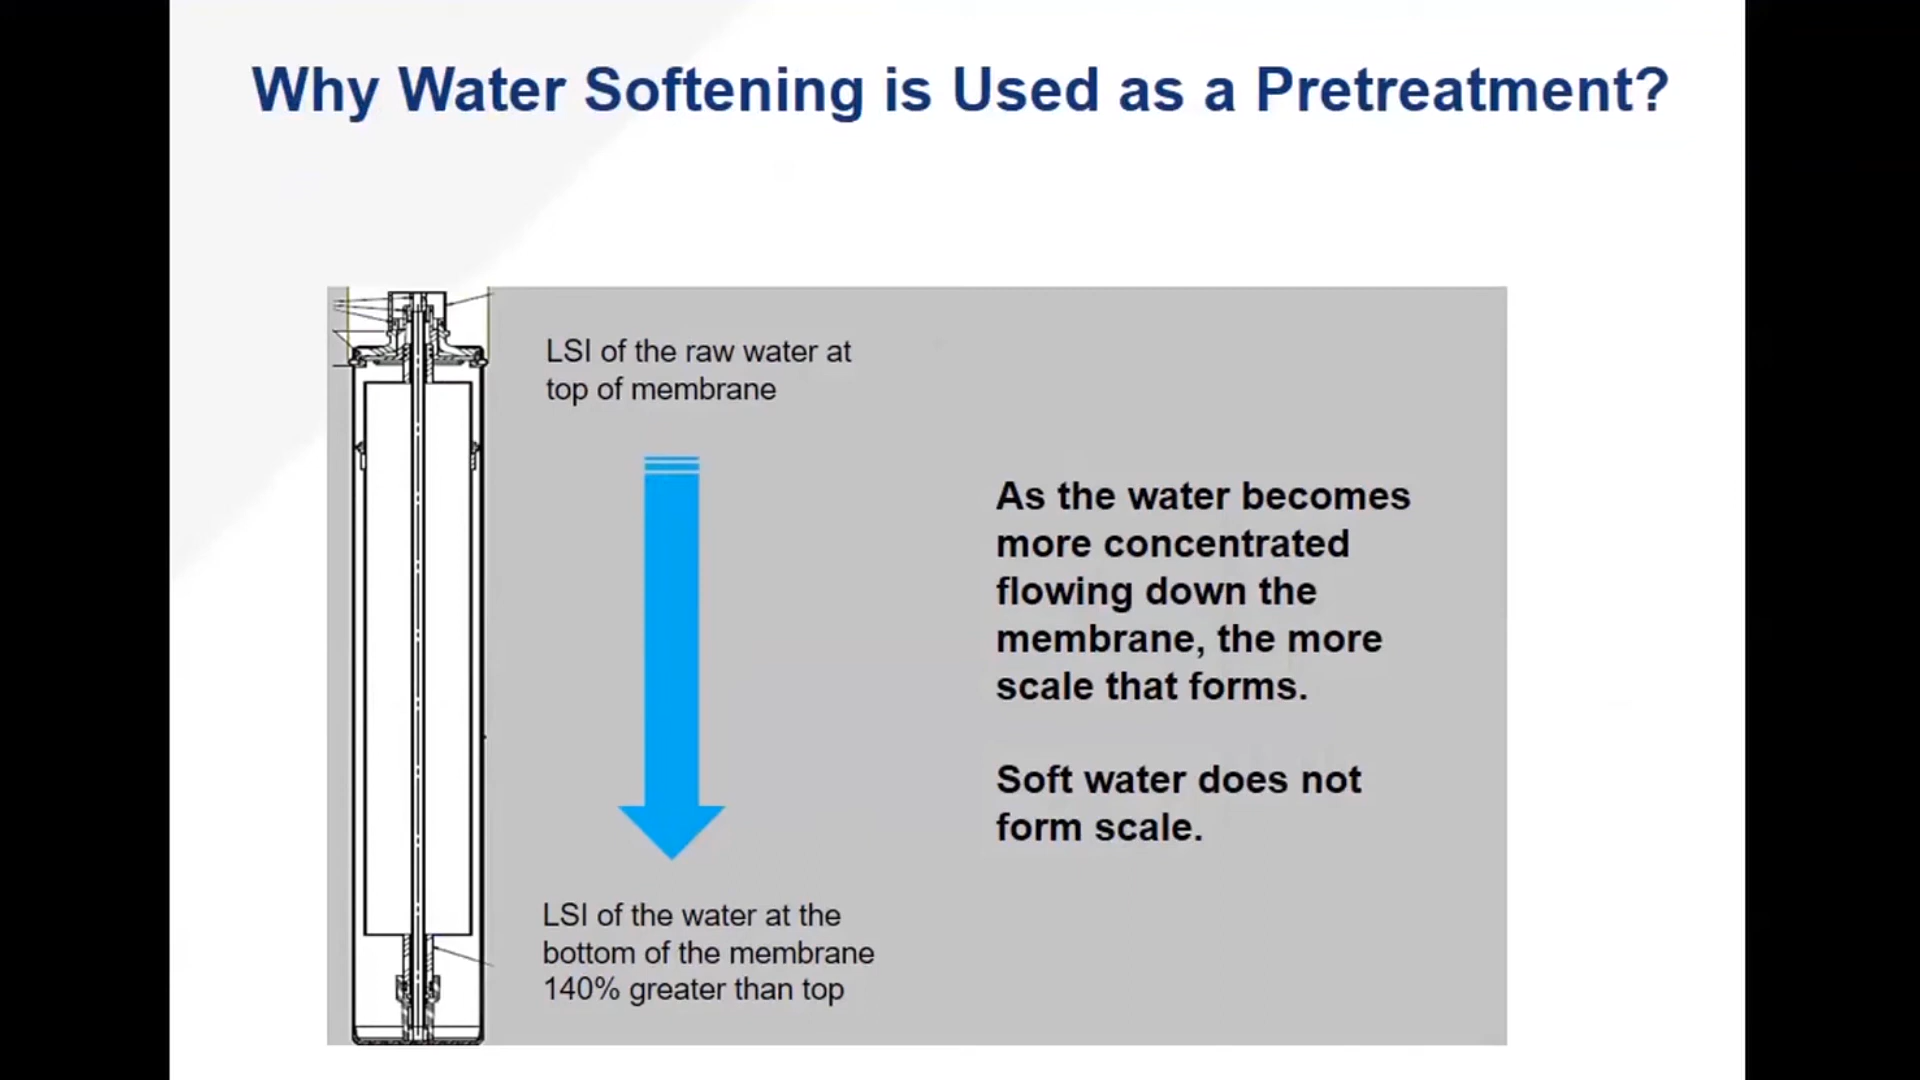 Why Water Softening is Used as a Pretreatment?
LSI of the raw water at
top of membrane
As the water becomes
more concentrated
flowing down the
membrane, the more
scale that forms.
Soft water does not
form scale.
LSI of the water at the
bottom of the membrane
140% greater than top